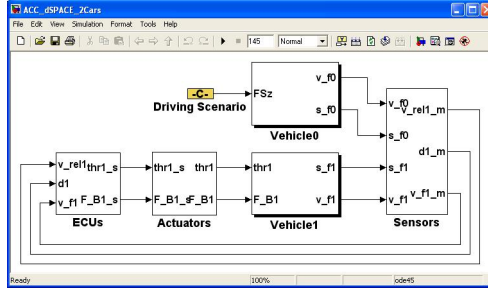 ACC_dSPACE_2Cars
File Edit View Simulation Format Tools Help
145 Normal
-C-
Driving Scenario
FSz
v_f0
s_f0
Vehicle0
v_f0
s_f0
s_f1
v_f1
v_rel1_m
d1_m
v_f1_m
Sensors
v_rel1
d1
v_f1
thr1_s
F_B1_s
ECUs
thr1_s
F_B1_s
thr1
F_B1
Actuators
thr1
F_B1
s_f1
v_f1
Vehicle1
Ready 100% ode45